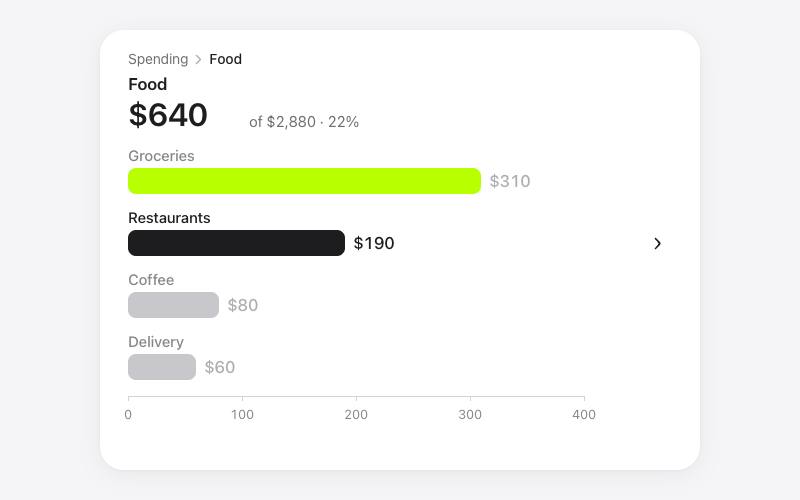 Spending > Food
Food
$640 of $2,880 · 22%
Groceries
$310
Restaurants
$190
Coffee
$80
Delivery
$60
0 100 200 300 400